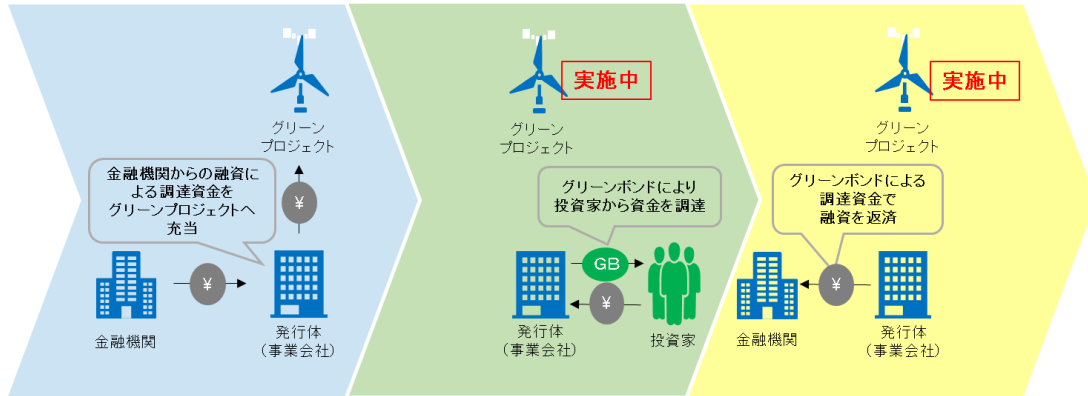 グリーン
プロジェクト
金融機関からの融資に
よる調達資金を
グリーンプロジェクトへ
充当
¥
¥
金融機関
発行体
(事業会社)
実施中
グリーン
プロジェクト
グリーンボンドにより
投資家から資金を調達
GB
¥
発行体
(事業会社)
投資家
実施中
グリーン
プロジェクト
グリーンボンドによる
調達資金で
融資を返済
¥
金融機関
発行体
(事業会社)